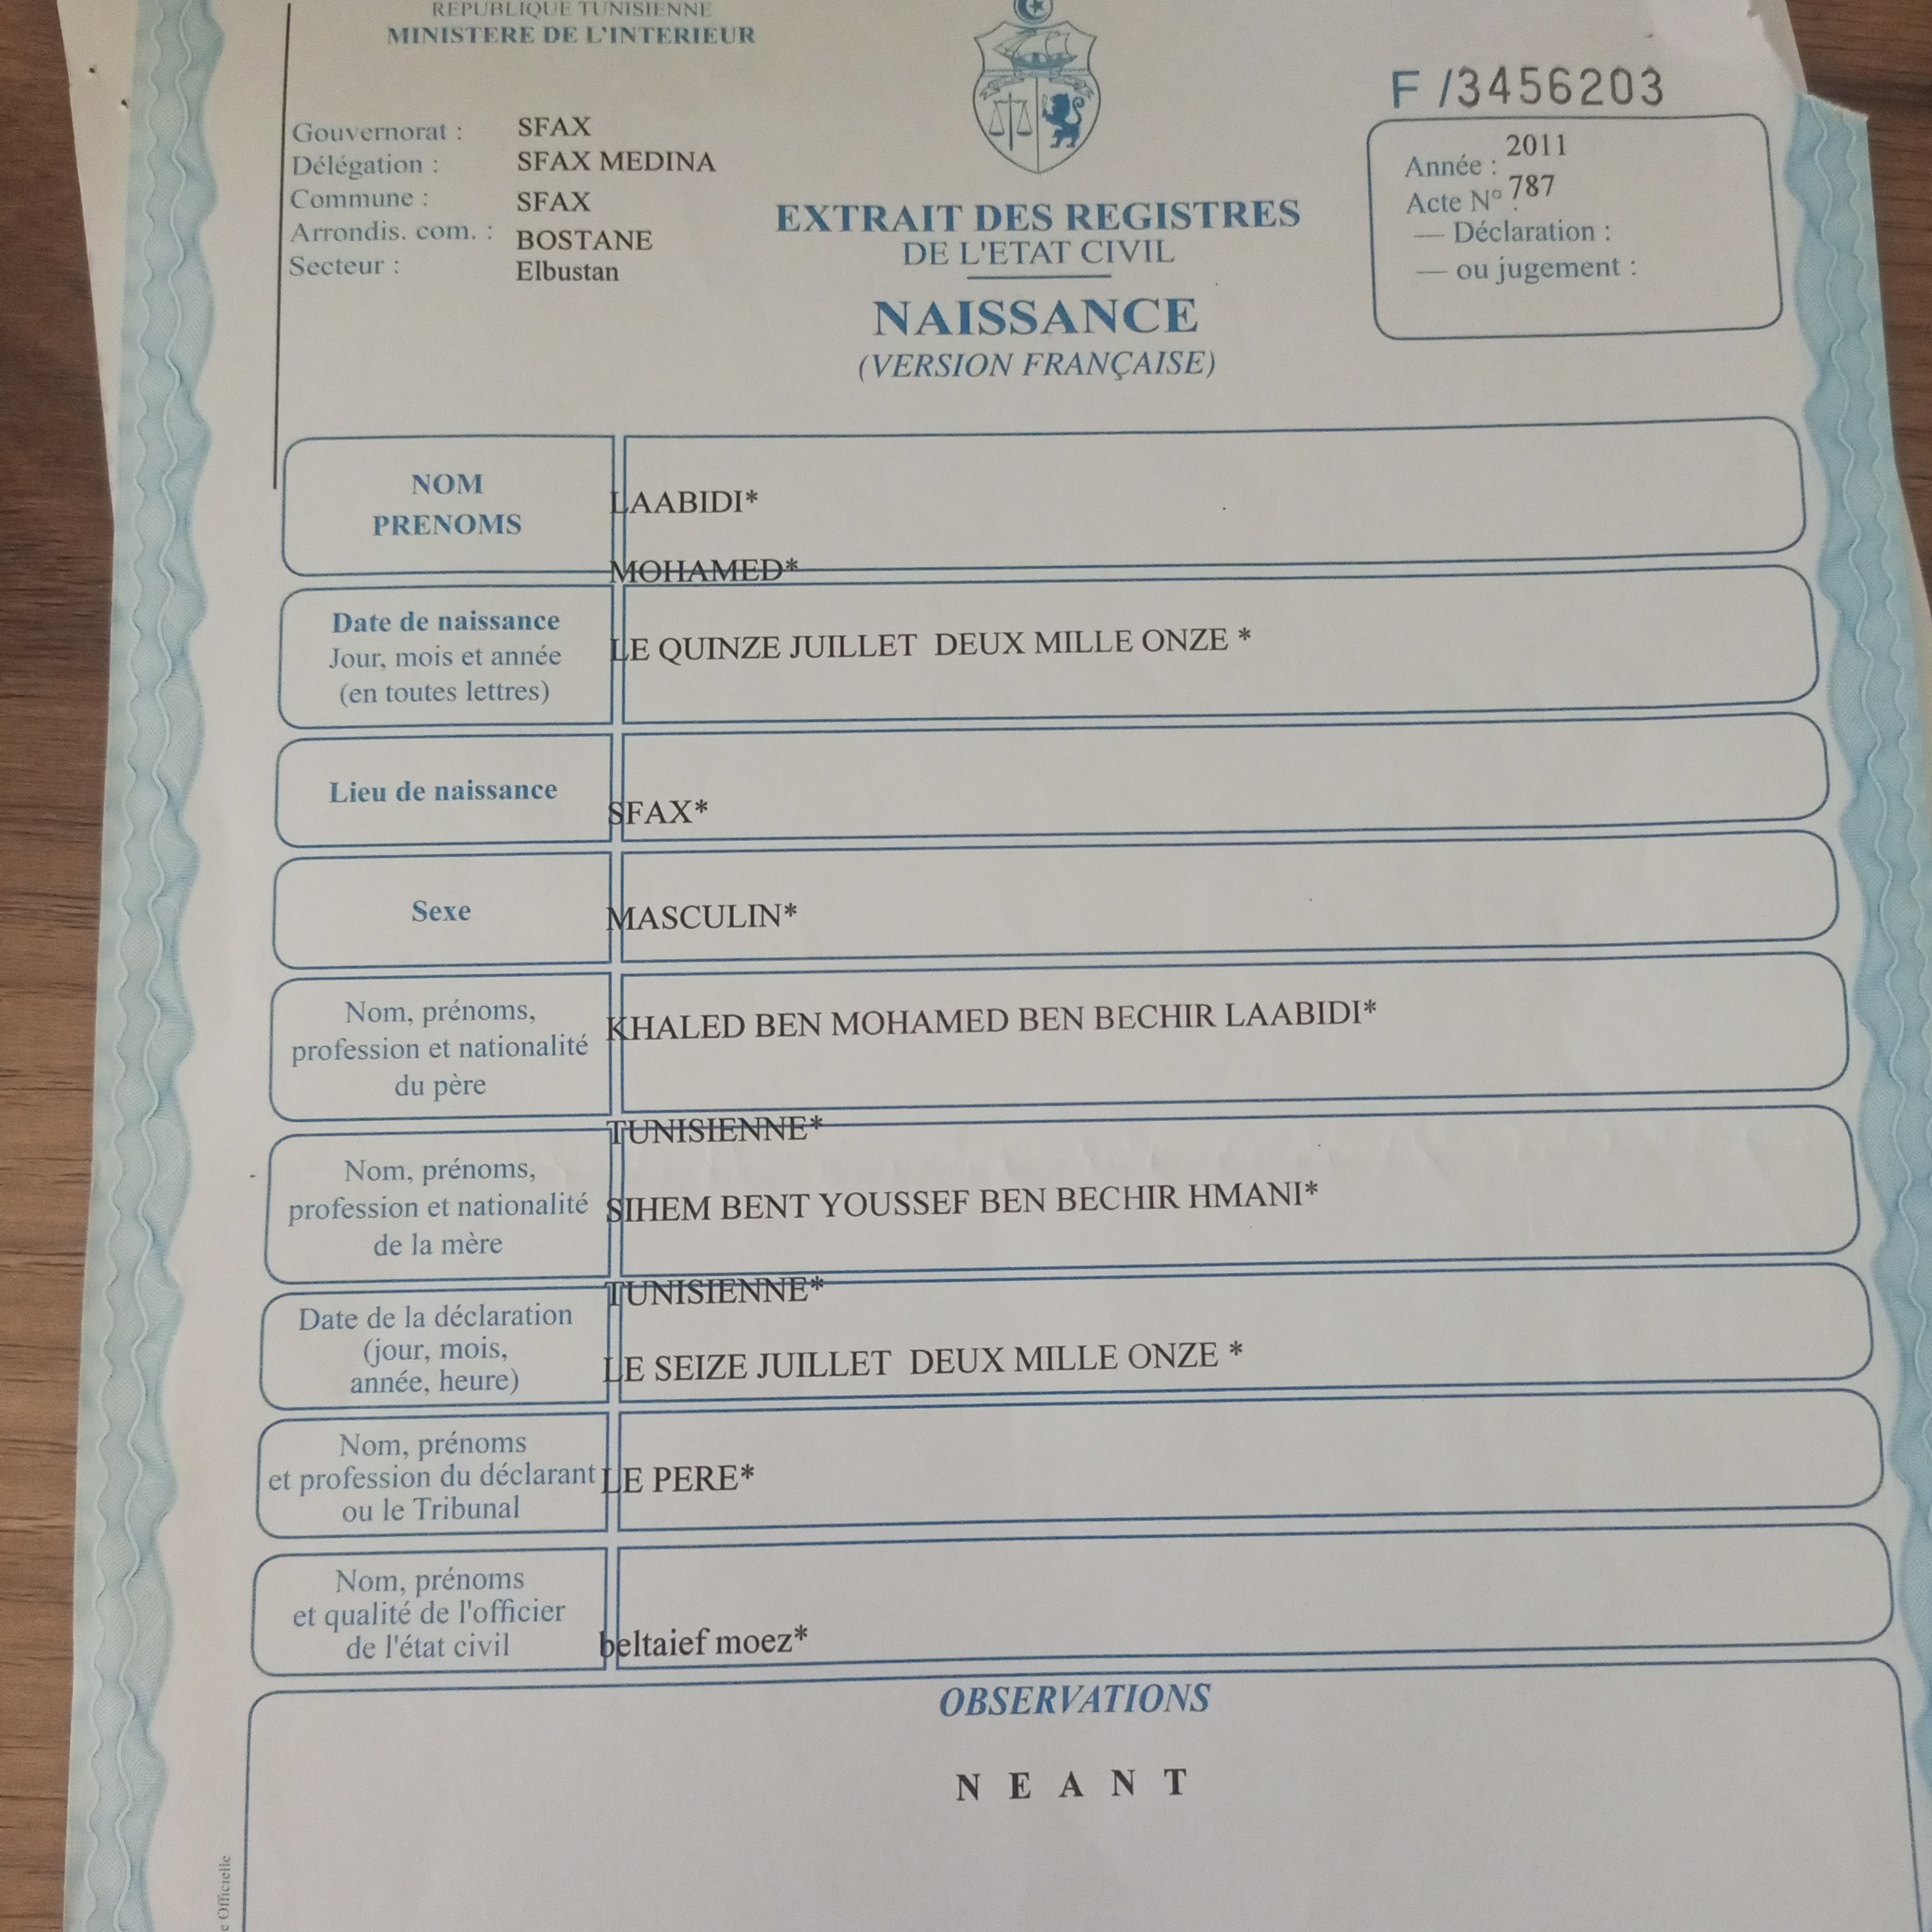 REPUBLIQUE TUNISIENNE
MINISTERE DE L'INTERIEUR
Gouvernorat : SFAX
Délégation : SFAX MEDINA
Commune : SFAX
Arrondis. com. : BOSTANE
Secteur : Elbustan
EXTRAIT DES REGISTRES
DE L'ETAT CIVIL
NAISSANCE
(VERSION FRANÇAISE)
F /3456203
Année : 2011
Acte N° : 787
— Déclaration :
— ou jugement :
NOM
PRENOMS
LAABIDI*
MOHAMED*
Date de naissance
Jour, mois et année
(en toutes lettres)
LE QUINZE JUILLET DEUX MILLE ONZE *
Lieu de naissance
SFAX*
Sexe
MASCULIN*
Nom, prénoms,
profession et nationalité
du père
KHALED BEN MOHAMED BEN BECHIR LAABIDI*
TUNISIENNE*
Nom, prénoms,
profession et nationalité
de la mère
SIHEM BENT YOUSSEF BEN BECHIR HMANI*
TUNISIENNE*
Date de la déclaration
(jour, mois,
année, heure)
LE SEIZE JUILLET DEUX MILLE ONZE *
Nom, prénoms
et profession du déclarant
ou le Tribunal
LE PERE*
Nom, prénoms
et qualité de l'officier
de l'état civil
beltaief moez*
OBSERVATIONS
N E A N T
Officielle